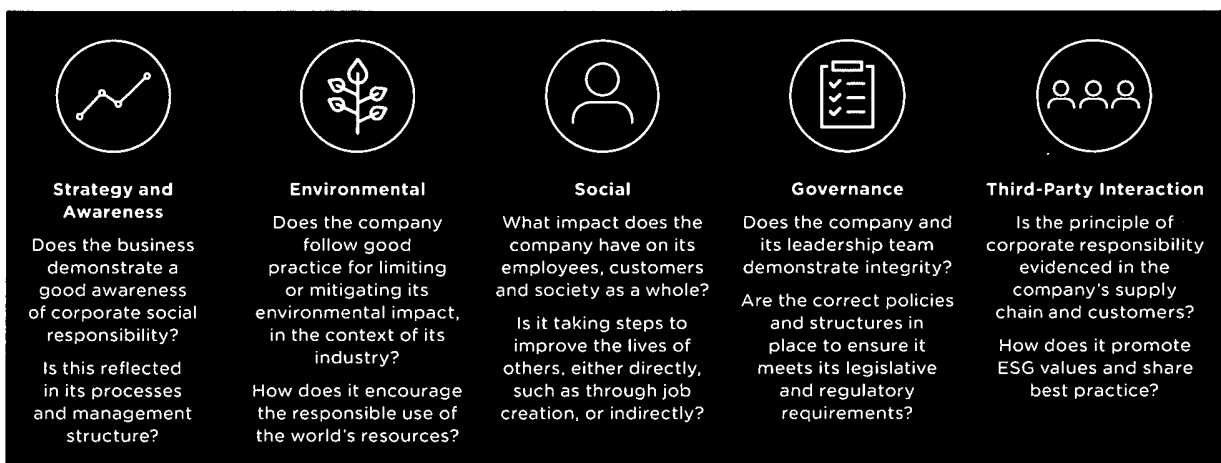 Strategy and
Awareness
Does the business
demonstrate a
good awareness
of corporate social
responsibility?
Is this reflected
in its processes
and management
structure?
Environmental
Does the company
follow good
practice for limiting
or mitigating its
environmental impact,
in the context of its
industry?
How does it encourage
the responsible use of
the world's resources?
Social
What impact does the
company have on its
employees, customers
and society as a whole?
Is it taking steps to
improve the lives of
others, either directly,
such as through job
creation, or indirectly?
Governance
Does the company and
its leadership team
demonstrate integrity?
Are the correct policies
and structures in
place to ensure it
meets its legislative
and regulatory
requirements?
Third-Party Interaction
Is the principle of
corporate responsibility
evidenced in the
company's supply
chain and customers?
How does it promote
ESG values and share
best practice?